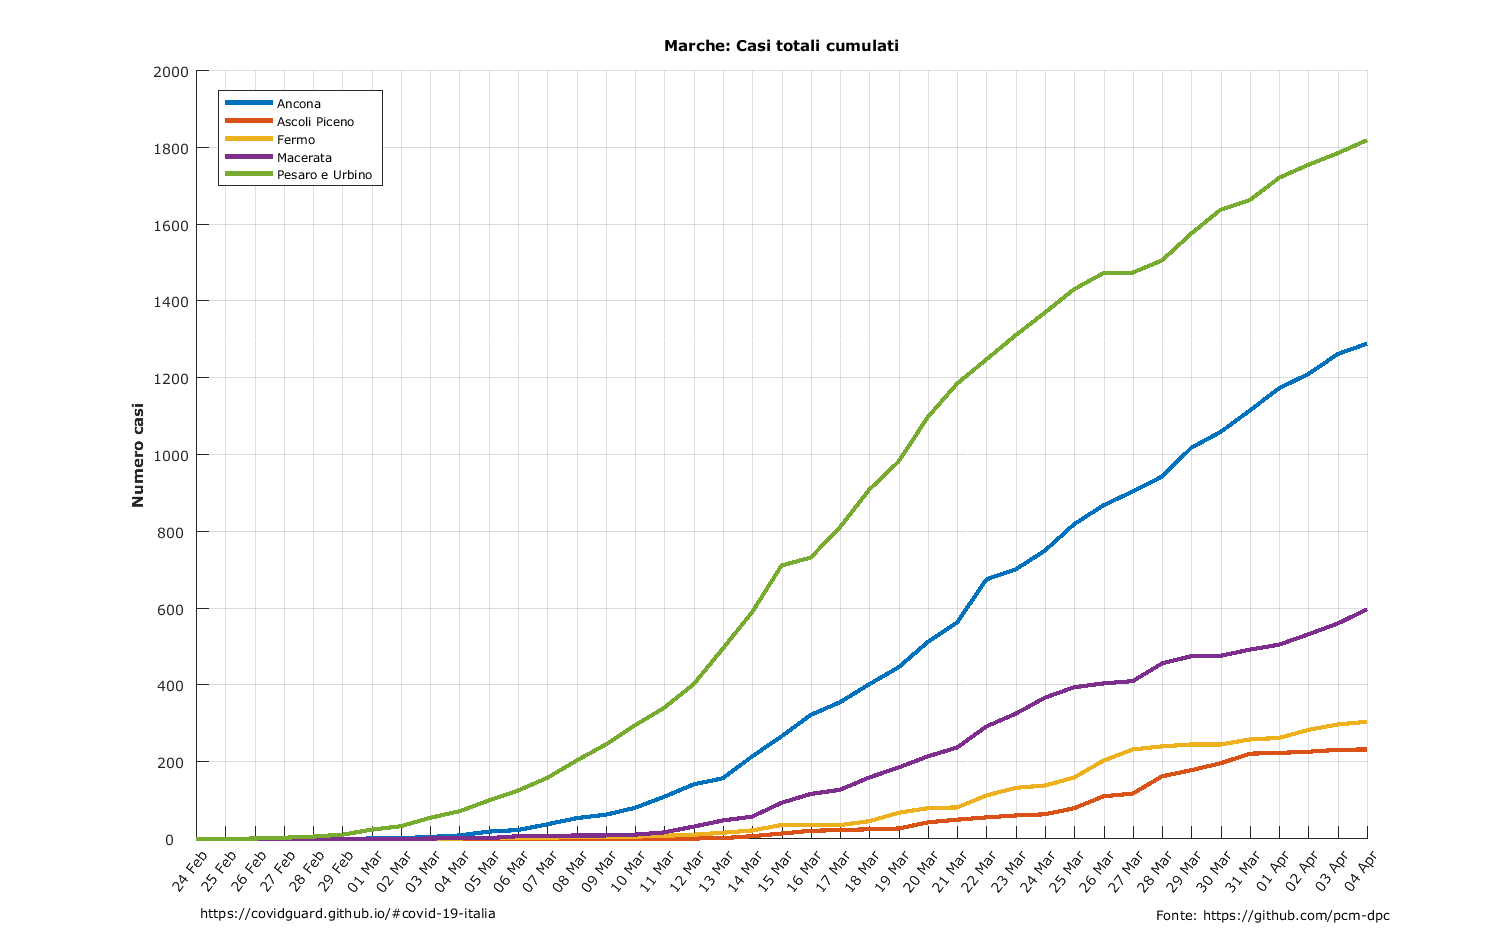 Marche: Casi totali cumulati
2000
1800
1600
1400
1200
1000
800
600
400
200
0
Numero casi
Ancona
Ascoli Piceno
Fermo
Macerata
Pesaro e Urbino
24 Feb
25 Feb
26 Feb
27 Feb
28 Feb
29 Feb
01 Mar
02 Mar
03 Mar
04 Mar
05 Mar
06 Mar
07 Mar
08 Mar
09 Mar
10 Mar
11 Mar
12 Mar
13 Mar
14 Mar
15 Mar
16 Mar
17 Mar
18 Mar
19 Mar
20 Mar
21 Mar
22 Mar
23 Mar
24 Mar
25 Mar
26 Mar
27 Mar
28 Mar
29 Mar
30 Mar
31 Mar
01 Apr
02 Apr
03 Apr
04 Apr
https://covidguard.github.io/#covid-19-italia
Fonte: https://github.com/pcm-dpc